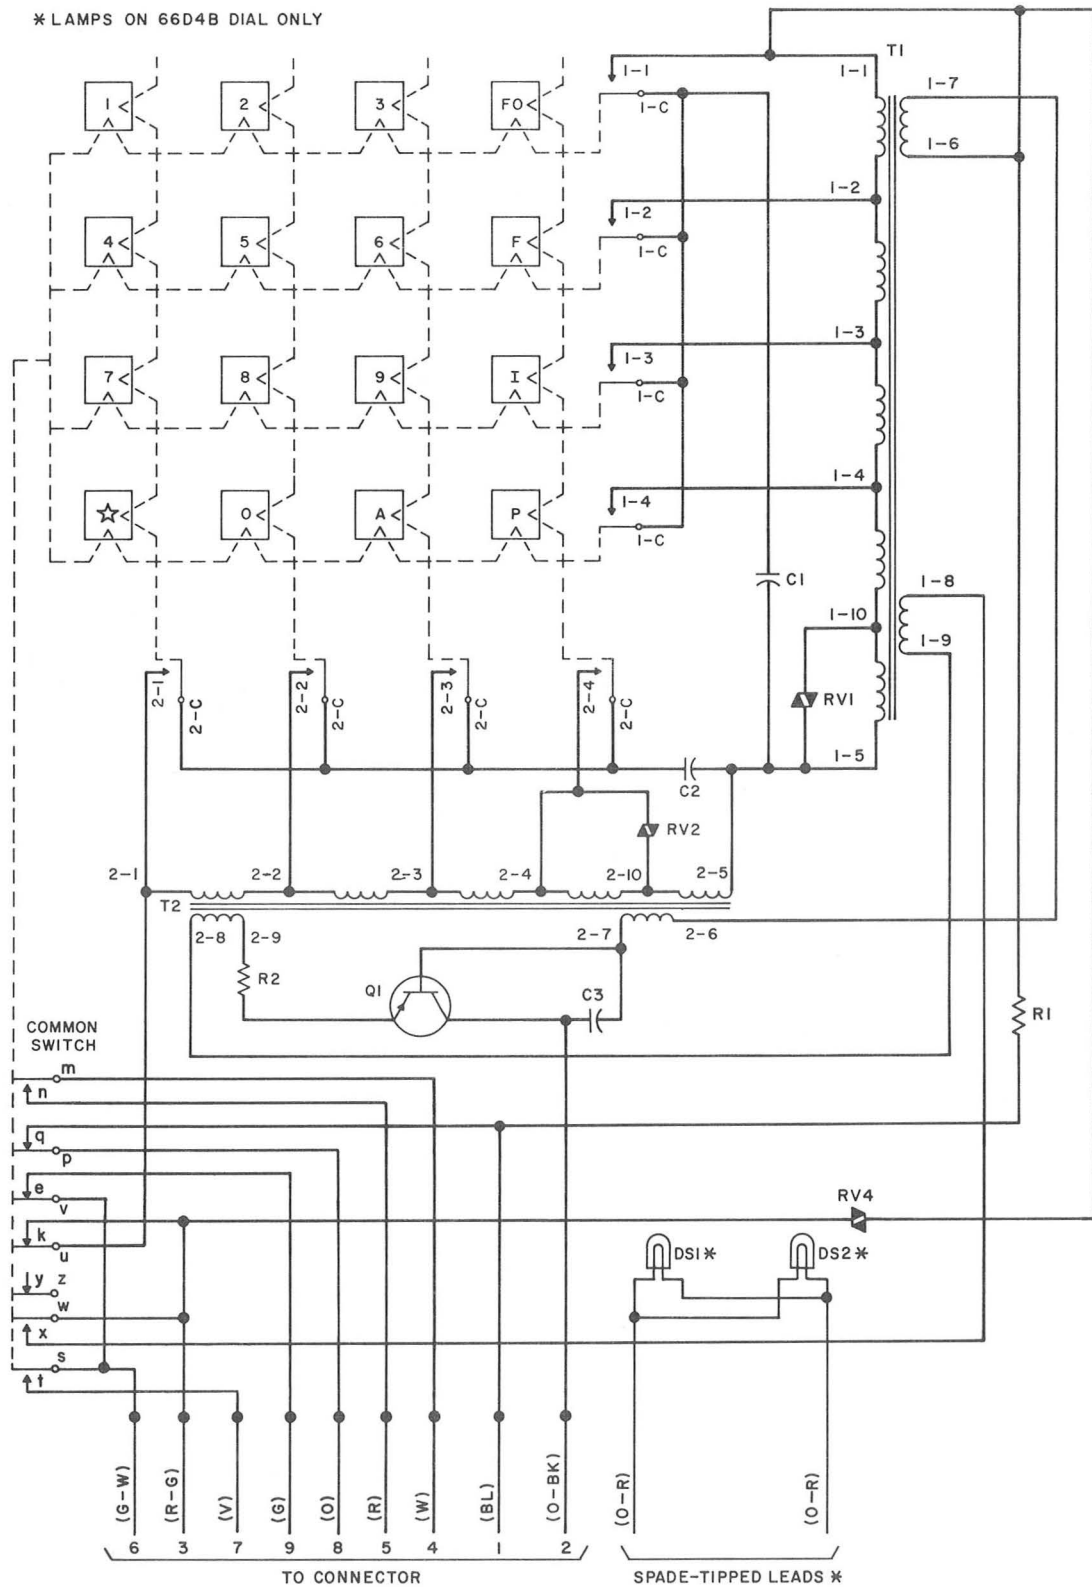 * LAMPS ON 66D4B DIAL ONLY
T1
1-1 1-1 1-7
1 2 3 FO 1-C
1-6
1-2 1-2
4 5 6 F 1-C
1-3 1-3
7 8 9 I 1-C
1-4 1-4
☆ O A P 1-C
C1 1-8
1-10 1-9
2-1 2-C 2-2 2-C 2-3 2-C 2-4 2-C RV1
1-5
C2
RV2
2-1 2-2 2-3 2-4 2-10 2-5
T2
2-8 2-9 2-7 2-6
R2 Q1 C3
R1
COMMON
SWITCH
m
n
q
p
e
v RV4
k
u DS1* DS2*
y z
w
x
s
t
(G-W) (R-G) (V) (G) (O) (R) (W) (BL) (O-BK) (O-R) (O-R)
6 3 7 9 8 5 4 1 2
TO CONNECTOR SPADE-TIPPED LEADS *